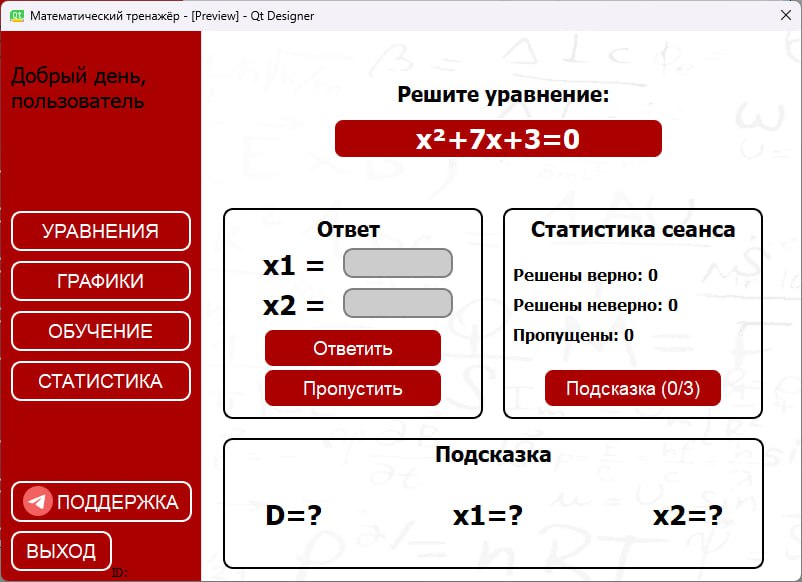 Математический тренажёр - [Preview] - Qt Designer
Добрый день,
пользователь
УРАВНЕНИЯ
ГРАФИКИ
ОБУЧЕНИЕ
СТАТИСТИКА
ПОДДЕРЖКА
ВЫХОД
ID:
Решите уравнение:
x²+7x+3=0
Ответ
x1 =
x2 =
Ответить
Пропустить
Статистика сеанса
Решены верно: 0
Решены неверно: 0
Пропущены: 0
Подсказка (0/3)
Подсказка
D=?
x1=?
x2=?